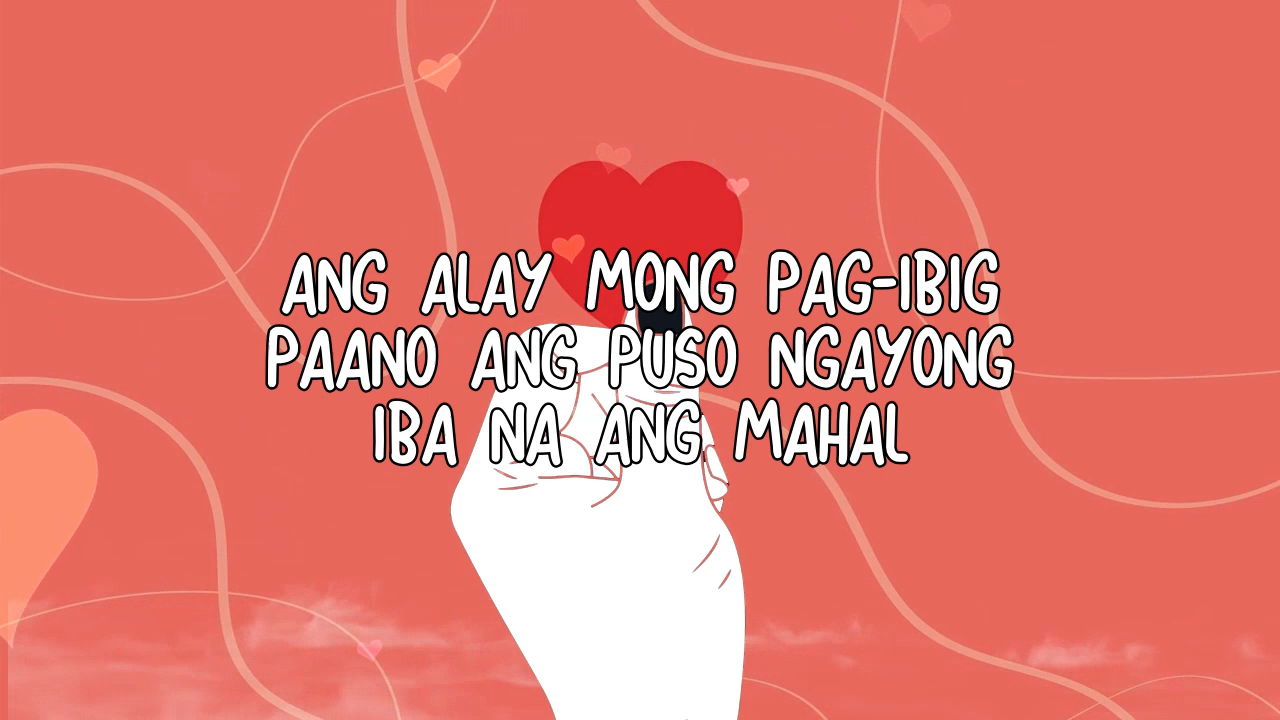 ANG ALAY MONG PAG-IBIG
PAANO ANG PUSO NGAYONG
IBA NA ANG MAHAL